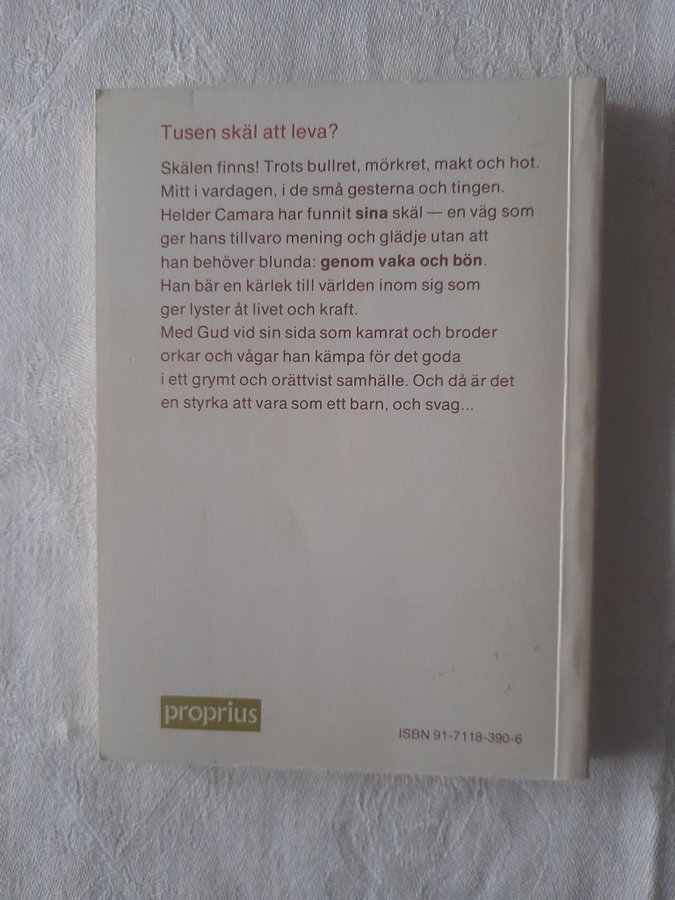 Tusen skäl att leva?
Skälen finns! Trots bullret, mörkret, makt och hot.
Mitt i vardagen, i de små gesterna och tingen.
Helder Camara har funnit sina skäl — en väg som
ger hans tillvaro mening och glädje utan att
han behöver blunda: genom vaka och bön.
Han bär en kärlek till världen inom sig som
ger lyster åt livet och kraft.
Med Gud vid sin sida som kamrat och broder
orkar och vågar han kämpa för det goda
i ett grymt och orättvist samhälle. Och då är det
en styrka att vara som ett barn, och svag...
proprius
ISBN 91-7118-390-6